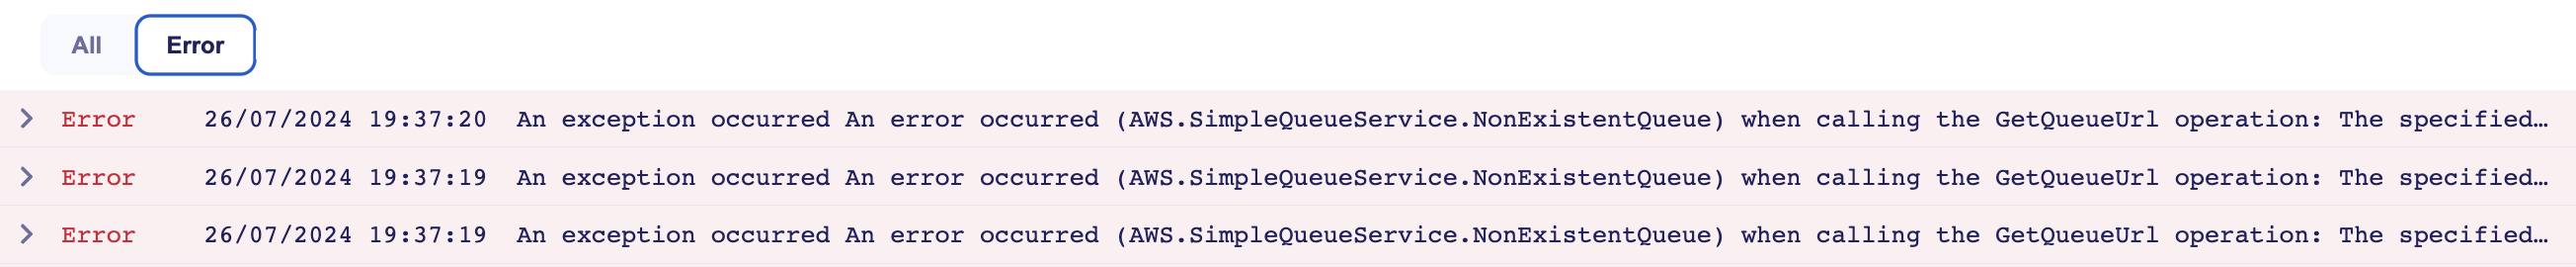 All Error
Error 26/07/2024 19:37:20 An exception occurred An error occurred (AWS.SimpleQueueService.NonExistentQueue) when calling the GetQueueUrl operation: The specified…
Error 26/07/2024 19:37:19 An exception occurred An error occurred (AWS.SimpleQueueService.NonExistentQueue) when calling the GetQueueUrl operation: The specified…
Error 26/07/2024 19:37:19 An exception occurred An error occurred (AWS.SimpleQueueService.NonExistentQueue) when calling the GetQueueUrl operation: The specified…